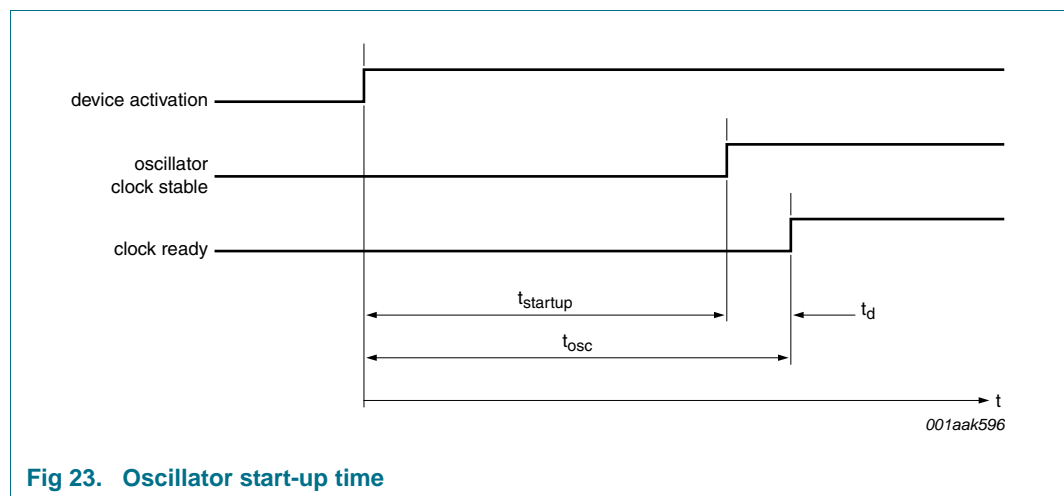 device activation
oscillator
clock stable
clock ready
tstartup
td
tosc
t
001aak596
Fig 23. Oscillator start-up time